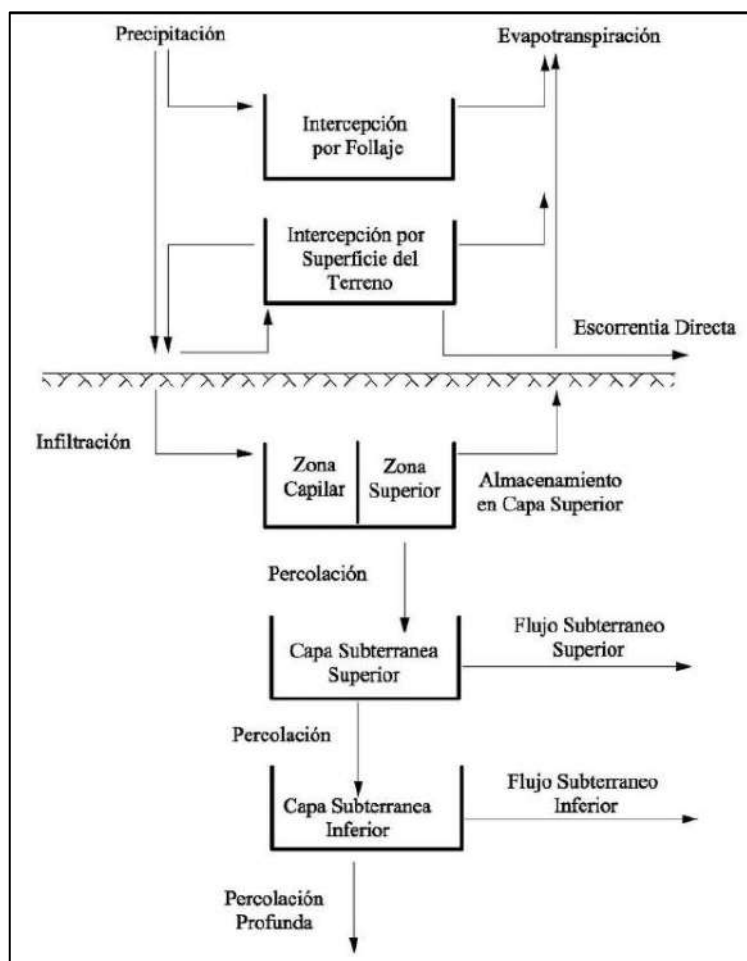 Precipitación
Evapotranspiración
Intercepción
por Follaje
Intercepción por
Superficie del
Terreno
Escorrentia Directa
Infiltración
Zona
Capilar
Zona
Superior
Almacenamiento
en Capa Superior
Percolación
Capa Subterranea
Superior
Flujo Subterraneo
Superior
Percolación
Capa Subterranea
Inferior
Flujo Subterraneo
Inferior
Percolación
Profunda